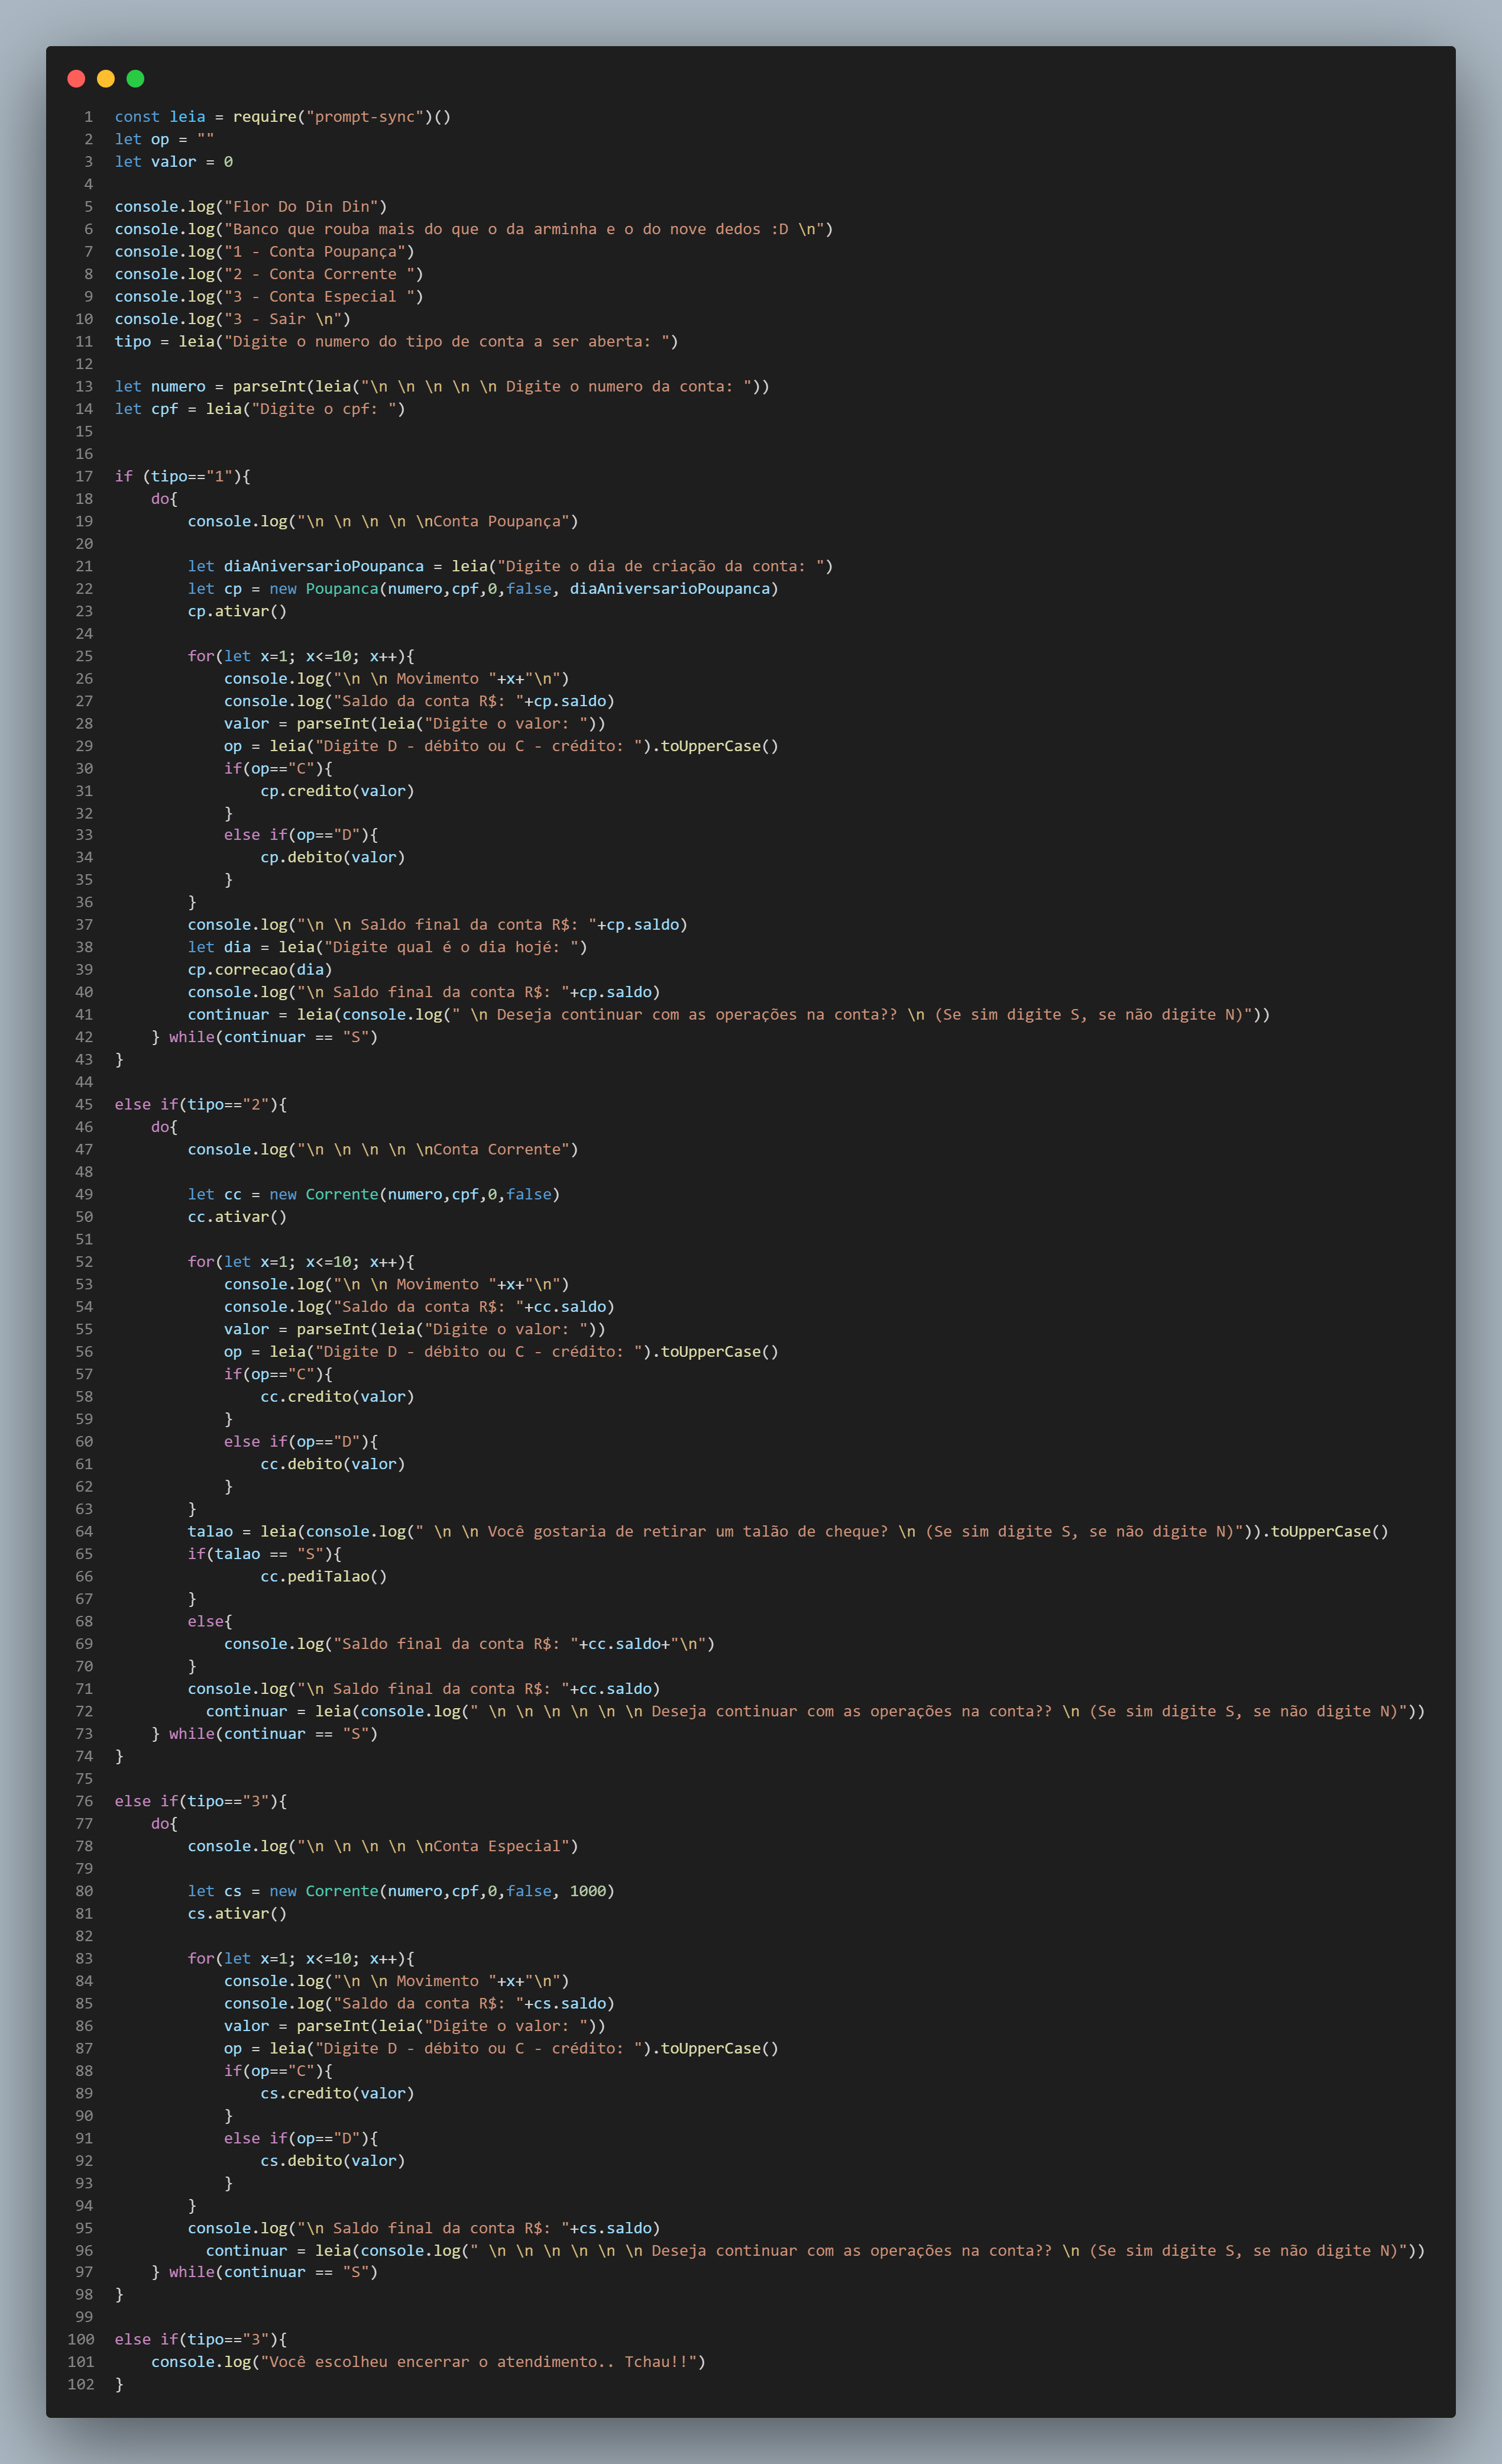 1 const leia = require("prompt-sync")()
2 let op = ""
3 let valor = 0
4
5 console.log("Flor Do Din Din")
6 console.log("Banco que rouba mais do que o da arminha e o do nove dedos :D \n")
7 console.log("1 - Conta Poupança")
8 console.log("2 - Conta Corrente ")
9 console.log("3 - Conta Especial ")
10 console.log("3 - Sair \n")
11 tipo = leia("Digite o numero do tipo de conta a ser aberta: ")
12
13 let numero = parseInt(leia("\n \n \n \n \n Digite o numero da conta: "))
14 let cpf = leia("Digite o cpf: ")
15
16
17 if (tipo=="1"){
18     do{
19         console.log("\n \n \n \n \nConta Poupança")
20
21         let diaAniversarioPoupanca = leia("Digite o dia de criação da conta: ")
22         let cp = new Poupanca(numero,cpf,0,false, diaAniversarioPoupanca)
23         cp.ativar()
24
25         for(let x=1; x<=10; x++){
26             console.log("\n \n Movimento "+x+"\n")
27             console.log("Saldo da conta R$: "+cp.saldo)
28             valor = parseInt(leia("Digite o valor: "))
29             op = leia("Digite D - débito ou C - crédito: ").toUpperCase()
30             if(op=="C"){
31                 cp.credito(valor)
32             }
33             else if(op=="D"){
34                 cp.debito(valor)
35             }
36         }
37         console.log("\n \n Saldo final da conta R$: "+cp.saldo)
38         let dia = leia("Digite qual é o dia hojé: ")
39         cp.correcao(dia)
40         console.log("\n Saldo final da conta R$: "+cp.saldo)
41         continuar = leia(console.log(" \n Deseja continuar com as operações na conta?? \n (Se sim digite S, se não digite N)"))
42     } while(continuar == "S")
43 }
44
45 else if(tipo=="2"){
46     do{
47         console.log("\n \n \n \n \nConta Corrente")
48
49         let cc = new Corrente(numero,cpf,0,false)
50         cc.ativar()
51
52         for(let x=1; x<=10; x++){
53             console.log("\n \n Movimento "+x+"\n")
54             console.log("Saldo da conta R$: "+cc.saldo)
55             valor = parseInt(leia("Digite o valor: "))
56             op = leia("Digite D - débito ou C - crédito: ").toUpperCase()
57             if(op=="C"){
58                 cc.credito(valor)
59             }
60             else if(op=="D"){
61                 cc.debito(valor)
62             }
63         }
64         talao = leia(console.log(" \n \n Você gostaria de retirar um talão de cheque? \n (Se sim digite S, se não digite N)")).toUpperCase()
65         if(talao == "S"){
66                 cc.pediTalao()
67         }
68         else{
69             console.log("Saldo final da conta R$: "+cc.saldo+"\n")
70         }
71         console.log("\n Saldo final da conta R$: "+cc.saldo)
72           continuar = leia(console.log(" \n \n \n \n \n \n Deseja continuar com as operações na conta?? \n (Se sim digite S, se não digite N)"))
73     } while(continuar == "S")
74 }
75
76 else if(tipo=="3"){
77     do{
78         console.log("\n \n \n \n \nConta Especial")
79
80         let cs = new Corrente(numero,cpf,0,false, 1000)
81         cs.ativar()
82
83         for(let x=1; x<=10; x++){
84             console.log("\n \n Movimento "+x+"\n")
85             console.log("Saldo da conta R$: "+cs.saldo)
86             valor = parseInt(leia("Digite o valor: "))
87             op = leia("Digite D - débito ou C - crédito: ").toUpperCase()
88             if(op=="C"){
89                 cs.credito(valor)
90             }
91             else if(op=="D"){
92                 cs.debito(valor)
93             }
94         }
95         console.log("\n Saldo final da conta R$: "+cs.saldo)
96           continuar = leia(console.log(" \n \n \n \n \n \n Deseja continuar com as operações na conta?? \n (Se sim digite S, se não digite N)"))
97     } while(continuar == "S")
98 }
99
100 else if(tipo=="3"){
101     console.log("Você escolheu encerrar o atendimento.. Tchau!!")
102 }